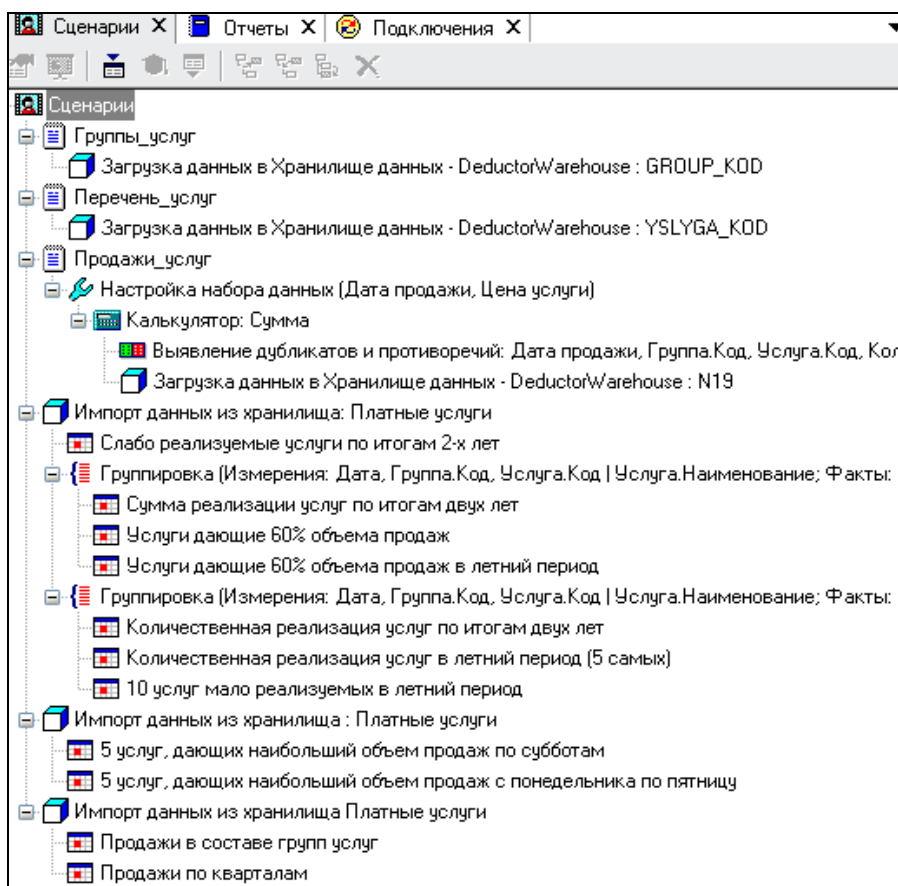 Сценарии X Отчеты X Подключения X
Сценарии
Группы_услуг
Загрузка данных в Хранилище данных - DeductorWarehouse : GROUP_KOD
Перечень_услуг
Загрузка данных в Хранилище данных - DeductorWarehouse : YSLYGA_KOD
Продажи_услуг
Настройка набора данных (Дата продажи, Цена услуги)
Калькулятор: Сумма
Выявление дубликатов и противоречий: Дата продажи, Группа.Код, Услуга.Код, Кол
Загрузка данных в Хранилище данных - DeductorWarehouse : N19
Импорт данных из хранилища: Платные услуги
Слабо реализуемые услуги по итогам 2-х лет
Группировка (Измерения: Дата, Группа.Код, Услуга.Код | Услуга.Наименование; Факты:
Сумма реализации услуг по итогам двух лет
Услуги дающие 60% объема продаж
Услуги дающие 60% объема продаж в летний период
Группировка (Измерения: Дата, Группа.Код, Услуга.Код | Услуга.Наименование; Факты:
Количественная реализация услуг по итогам двух лет
Количественная реализация услуг в летний период (5 самых)
10 услуг мало реализуемых в летний период
Импорт данных из хранилища : Платные услуги
5 услуг, дающих наибольший объем продаж по субботам
5 услуг, дающих наибольший объем продаж с понедельника по пятницу
Импорт данных из хранилища Платные услуги
Продажи в составе групп услуг
Продажи по кварталам